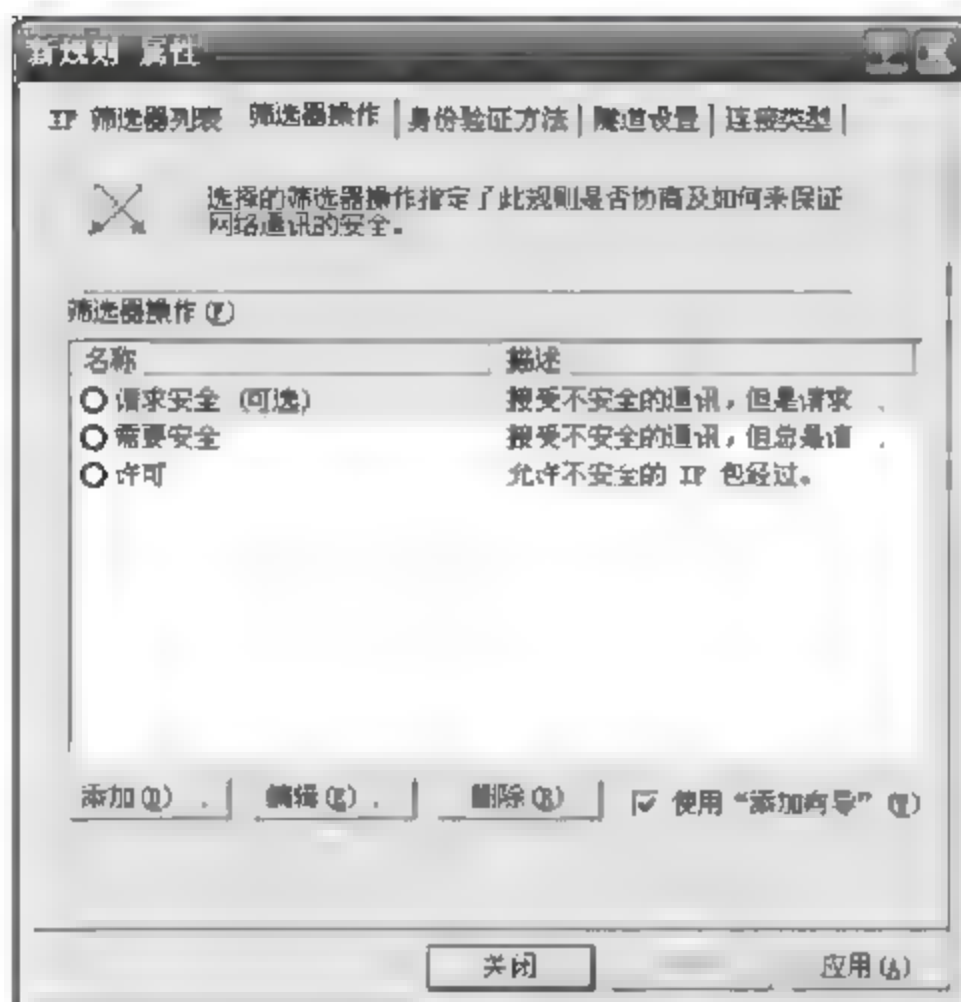 新规则 属性
IP 筛选器列表 筛选器操作 身份验证方法 隧道设置 连接类型
选择的筛选器操作指定了此规则是否协商及如何来保证
网络通讯的安全。
筛选器操作(F)
名称 描述
请求安全 (可选) 接受不安全的通讯，但是请求
需要安全 接受不安全的通讯，但总是请
许可 允许不安全的 IP 包经过。
添加(D) 编辑(E) 删除(R) 使用“添加向导”(W)
关闭 应用(A)